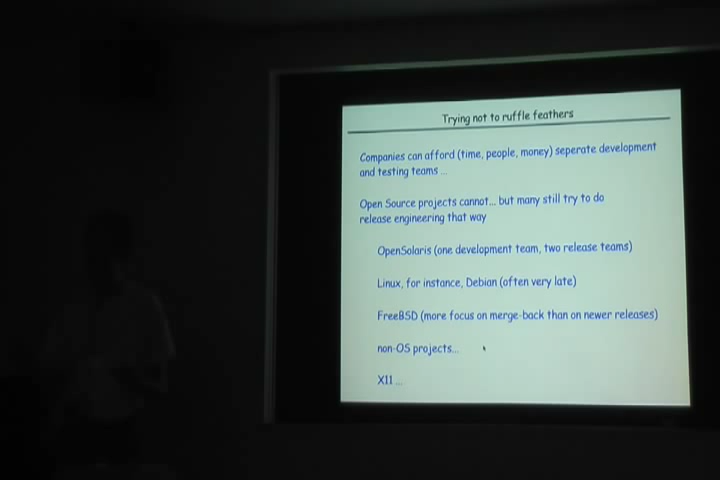 Trying not to ruffle feathers
Companies can afford (time, people, money) seperate development
and testing teams ...
Open Source projects cannot... but many still try to do
release engineering that way
OpenSolaris (one development team, two release teams)
Linux, for instance, Debian (often very late)
FreeBSD (more focus on merge-back than on newer releases)
non-OS projects...
X11 ...